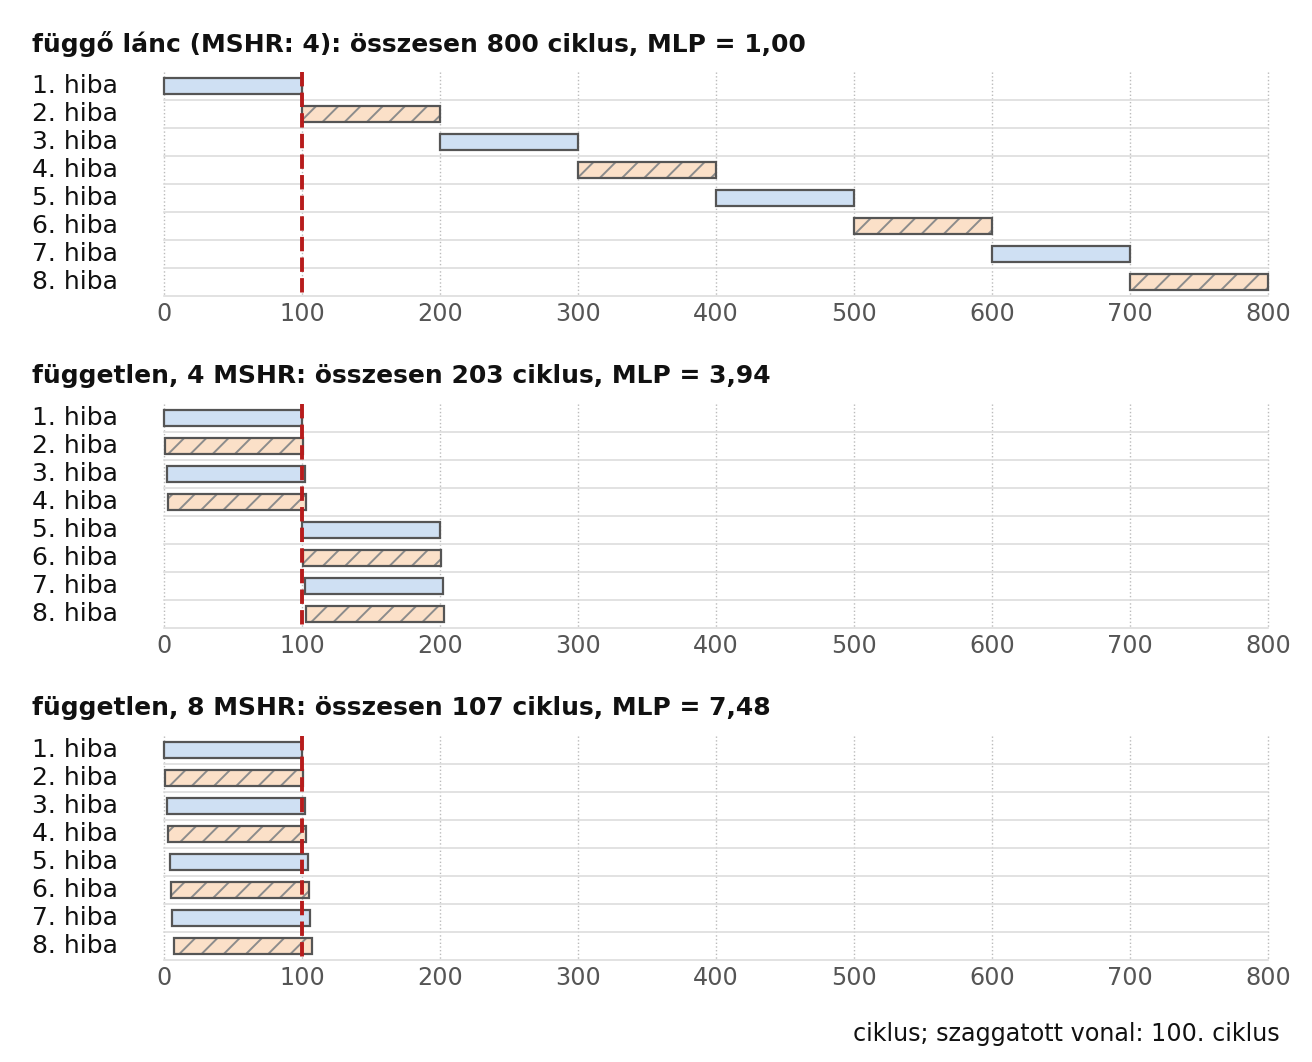 függő lánc (MSHR: 4): összesen 800 ciklus, MLP = 1,00
1. hiba
2. hiba
3. hiba
4. hiba
5. hiba
6. hiba
7. hiba
8. hiba
0 100 200 300 400 500 600 700 800
független, 4 MSHR: összesen 203 ciklus, MLP = 3,94
1. hiba
2. hiba
3. hiba
4. hiba
5. hiba
6. hiba
7. hiba
8. hiba
0 100 200 300 400 500 600 700 800
független, 8 MSHR: összesen 107 ciklus, MLP = 7,48
1. hiba
2. hiba
3. hiba
4. hiba
5. hiba
6. hiba
7. hiba
8. hiba
0 100 200 300 400 500 600 700 800
ciklus; szaggatott vonal: 100. ciklus